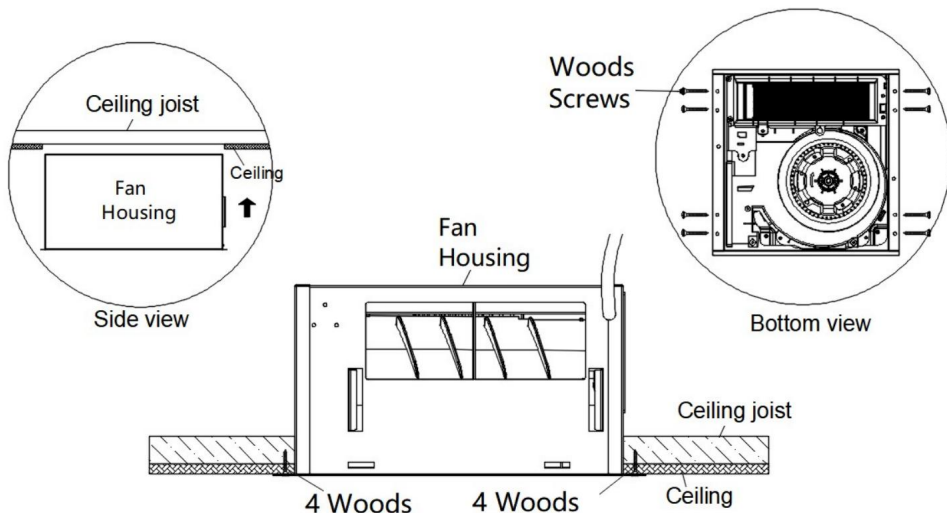 Ceiling joist
Ceiling
Fan
Housing
Side view
Woods
Screws
Bottom view
Fan
Housing
Ceiling joist
Ceiling
4 Woods
4 Woods